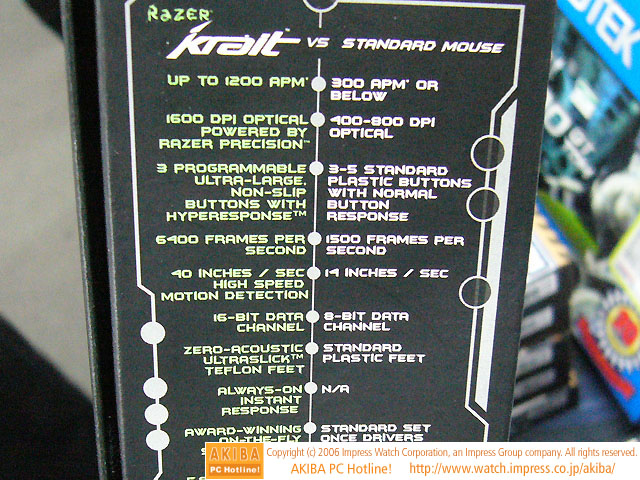 RAZER
Krait™ VS STANDARD MOUSE
UP TO 1200 APM*
300 APM* OR
BELOW
1600 DPI OPTICAL
POWERED BY
RAZER PRECISION™
400-800 DPI
OPTICAL
3 PROGRAMMABLE
ULTRA-LARGE,
NON-SLIP
BUTTONS WITH
HYPERESPONSE™
3-5 STANDARD
PLASTIC BUTTONS
WITH NORMAL
BUTTON
RESPONSE
6400 FRAMES PER
SECOND
1500 FRAMES PER
SECOND
40 INCHES / SEC
HIGH SPEED
MOTION DETECTION
14 INCHES / SEC
16-BIT DATA
CHANNEL
8-BIT DATA
CHANNEL
ZERO-ACOUSTIC
ULTRASLICK™
TEFLON FEET
STANDARD
PLASTIC FEET
ALWAYS-ON
INSTANT
RESPONSE
N/A
AWARD-WINNING
ON-THE-FLY
STANDARD SET
ONCE DRIVERS
AKIBA
PC Hotline!
Copyright (c) 2006 Impress Watch Corporation, an Impress Group company. All rights reserved.
AKIBA PC Hotline! http://www.watch.impress.co.jp/akiba/